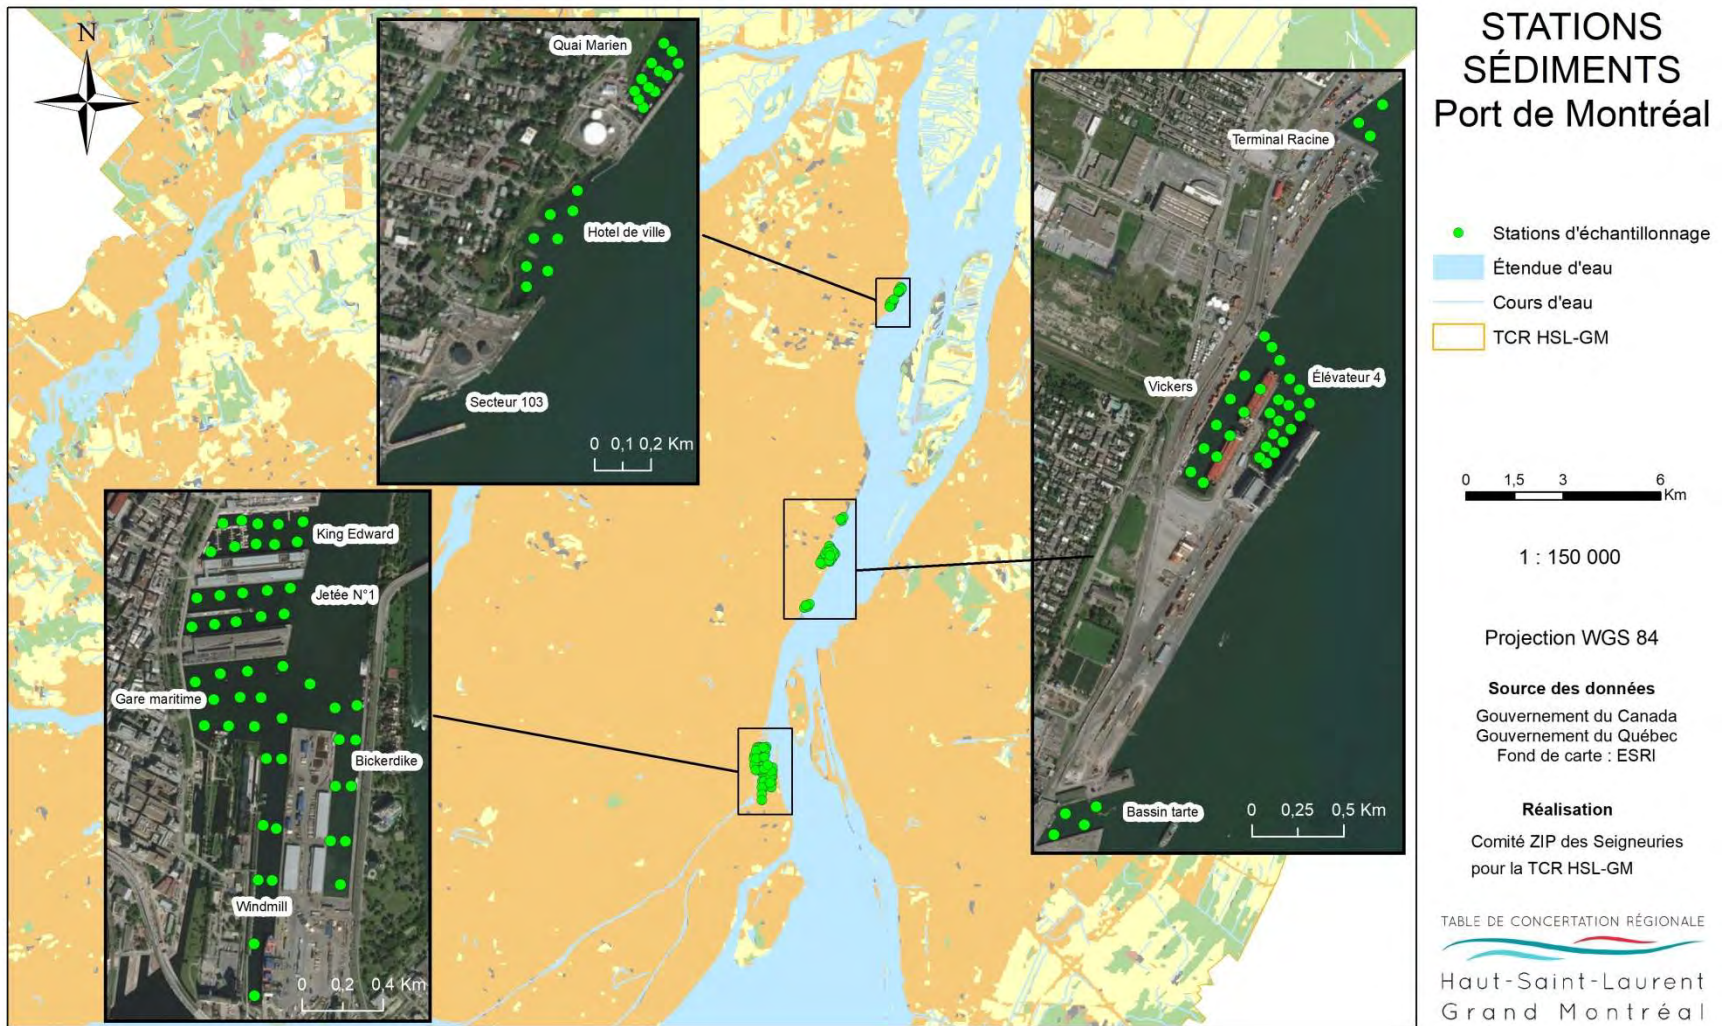 STATIONS
SÉDIMENTS
Port de Montréal
N
Quai Marien
Hotel de ville
Secteur 103
0 0,1 0,2 Km
Terminal Racine
Vickers
Élévateur 4
Bassin tarte
0 0,25 0,5 Km
King Edward
Jetée N°1
Gare maritime
Bickerdike
Windmill
0 0,2 0,4 Km
N
Stations d'échantillonnage
Étendue d'eau
Cours d'eau
TCR HSL-GM
0 1,5 3 6
Km
1 : 150 000
Projection WGS 84
Source des données
Gouvernement du Canada
Gouvernement du Québec
Fond de carte : ESRI
Réalisation
Comité ZIP des Seigneuries
pour la TCR HSL-GM
TABLE DE CONCERTATION RÉGIONALE
Haut-Saint-Laurent
Grand Montréal